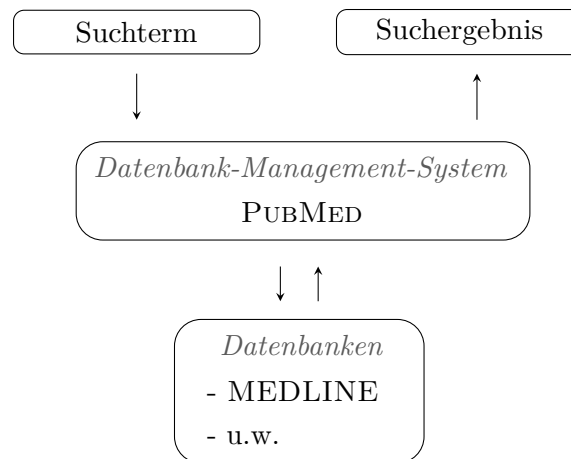 Suchterm
Suchergebnis
Datenbank-Management-System
PUBMED
Datenbanken
- MEDLINE
- u.w.